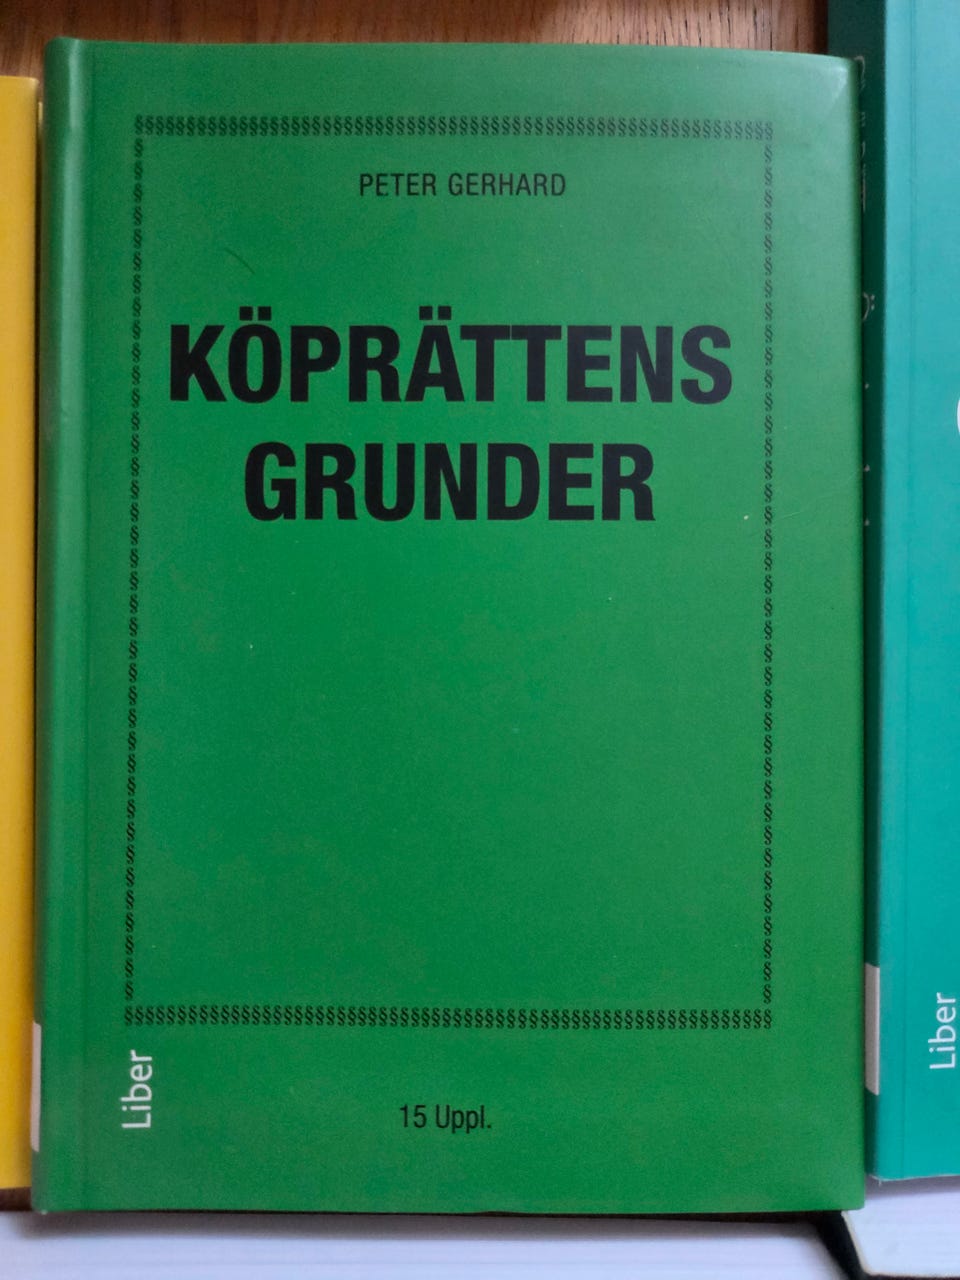 PETER GERHARD
KÖPRÄTTENS
GRUNDER
Liber
15 Uppl.
Liber